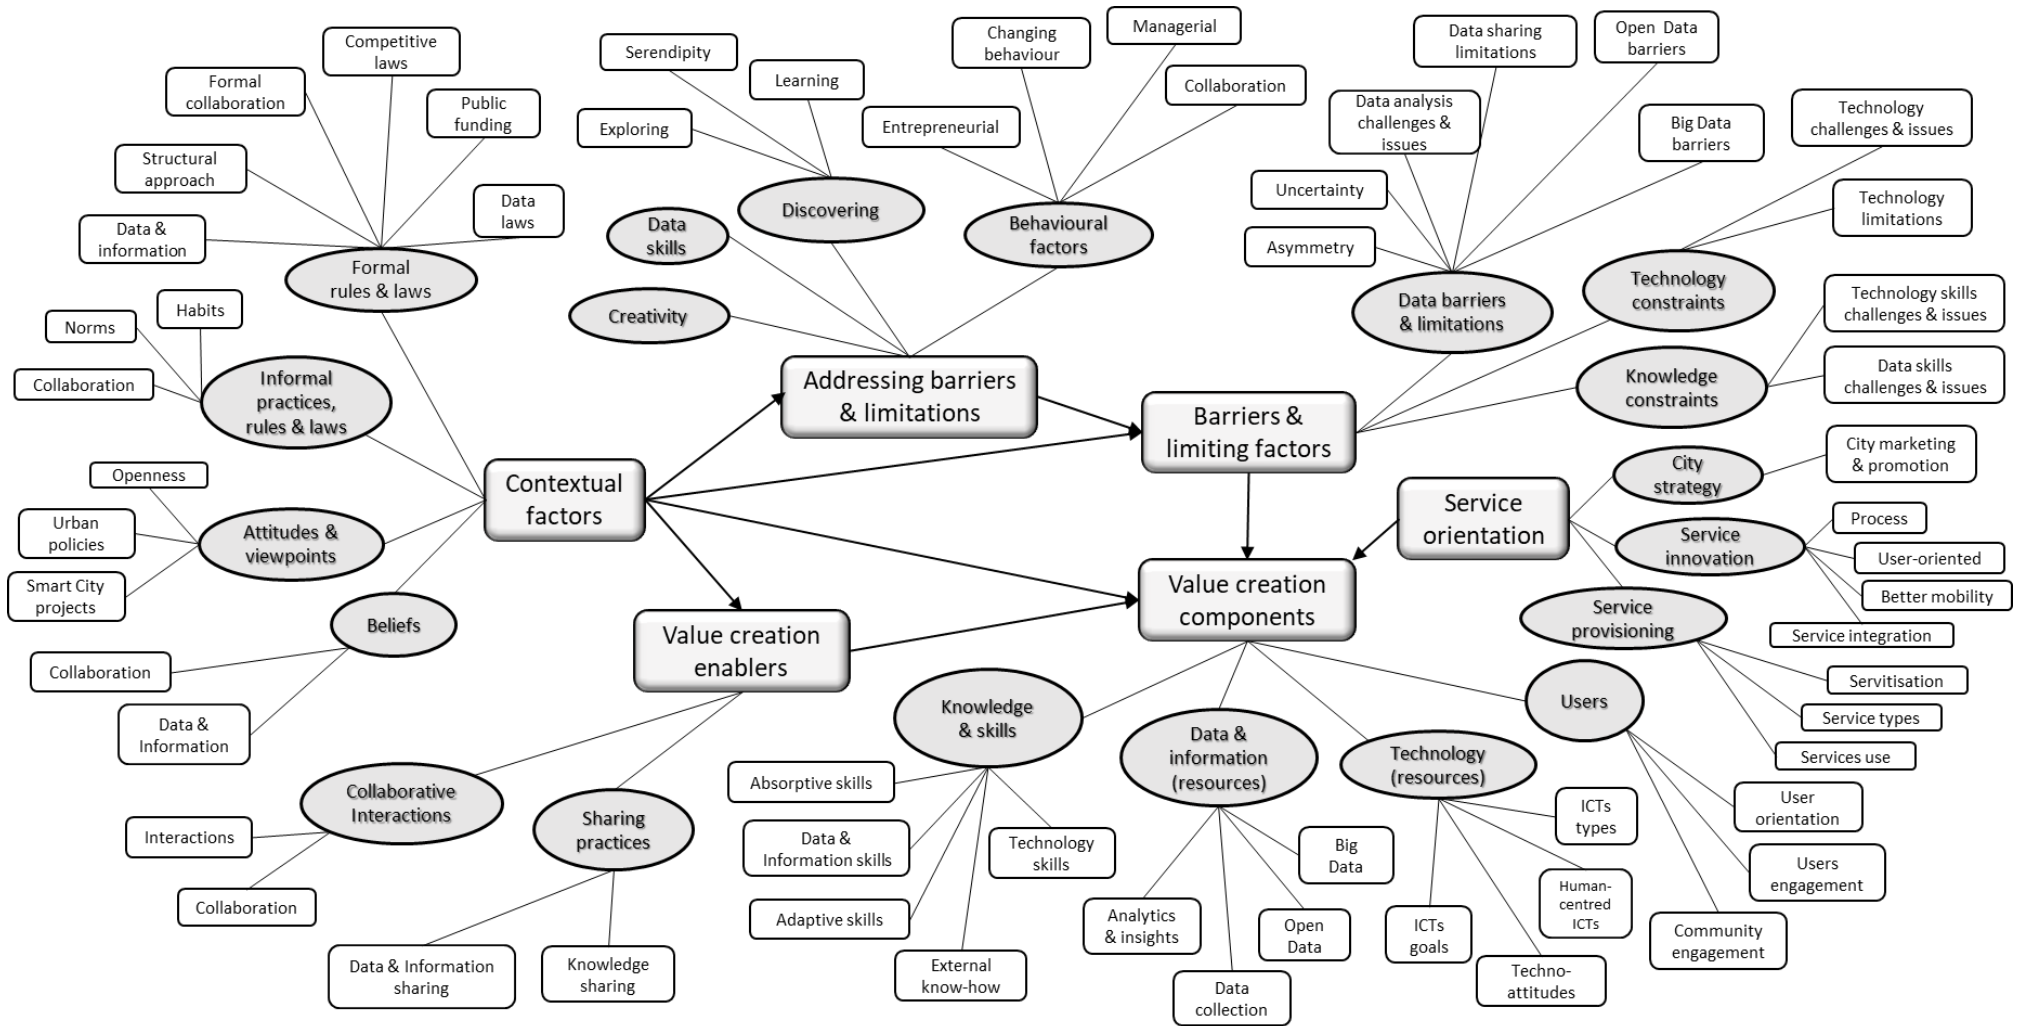 Competitive
laws
Formal
collaboration
Public
funding
Structural
approach
Data
laws
Data &
information
Formal
rules & laws
Serendipity
Learning
Exploring
Data
skills
Discovering
Creativity
Changing
behaviour
Managerial
Collaboration
Entrepreneurial
Behavioural
factors
Data sharing
limitations
Open Data
barriers
Data analysis
challenges &
issues
Big Data
barriers
Uncertainty
Asymmetry
Data barriers
& limitations
Technology
challenges & issues
Technology
limitations
Technology
constraints
Technology skills
challenges & issues
Data skills
challenges & issues
Knowledge
constraints
Habits
Norms
Collaboration
Informal
practices,
rules & laws
Addressing barriers
& limitations
Barriers &
limiting factors
Contextual
factors
Service
orientation
City
strategy
City marketing
& promotion
Openness
Urban
policies
Smart City
projects
Attitudes &
viewpoints
Service
innovation
Process
User-oriented
Better mobility
Service integration
Value creation
components
Service
provisioning
Servitisation
Service types
Services use
Beliefs
Collaboration
Data &
Information
Value creation
enablers
Collaborative
Interactions
Interactions
Collaboration
Sharing
practices
Data & Information
sharing
Knowledge
sharing
Knowledge
& skills
Absorptive skills
Data &
Information skills
Adaptive skills
External
know-how
Technology
skills
Data &
information
(resources)
Big
Data
Analytics
& insights
Open
Data
Data
collection
Technology
(resources)
ICTs
types
Human-
centred
ICTs
ICTs
goals
Techno-
attitudes
Users
User
orientation
Users
engagement
Community
engagement